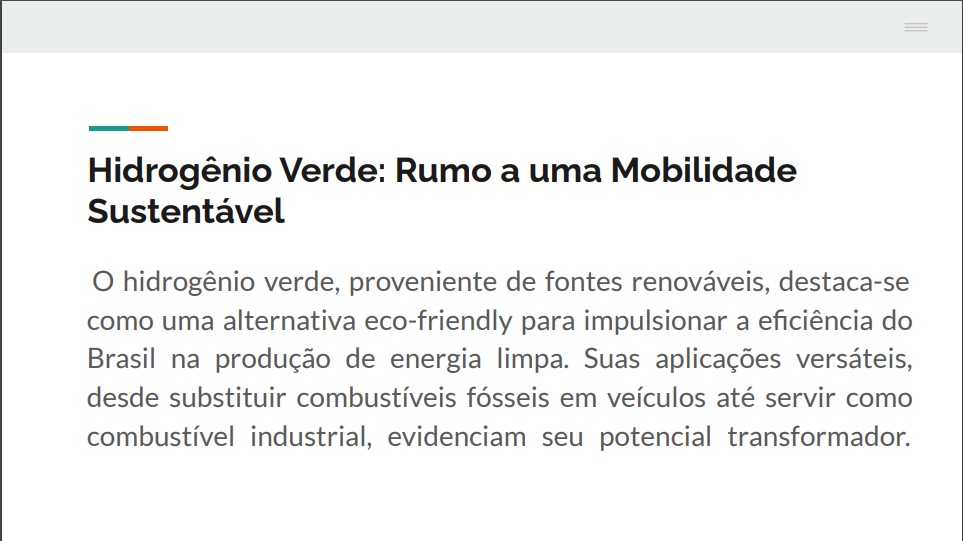 Hidrogênio Verde: Rumo a uma Mobilidade
Sustentável
O hidrogênio verde, proveniente de fontes renováveis, destaca-se
como uma alternativa eco-friendly para impulsionar a eficiência do
Brasil na produção de energia limpa. Suas aplicações versáteis,
desde substituir combustíveis fósseis em veículos até servir como
combustível industrial, evidenciam seu potencial transformador.